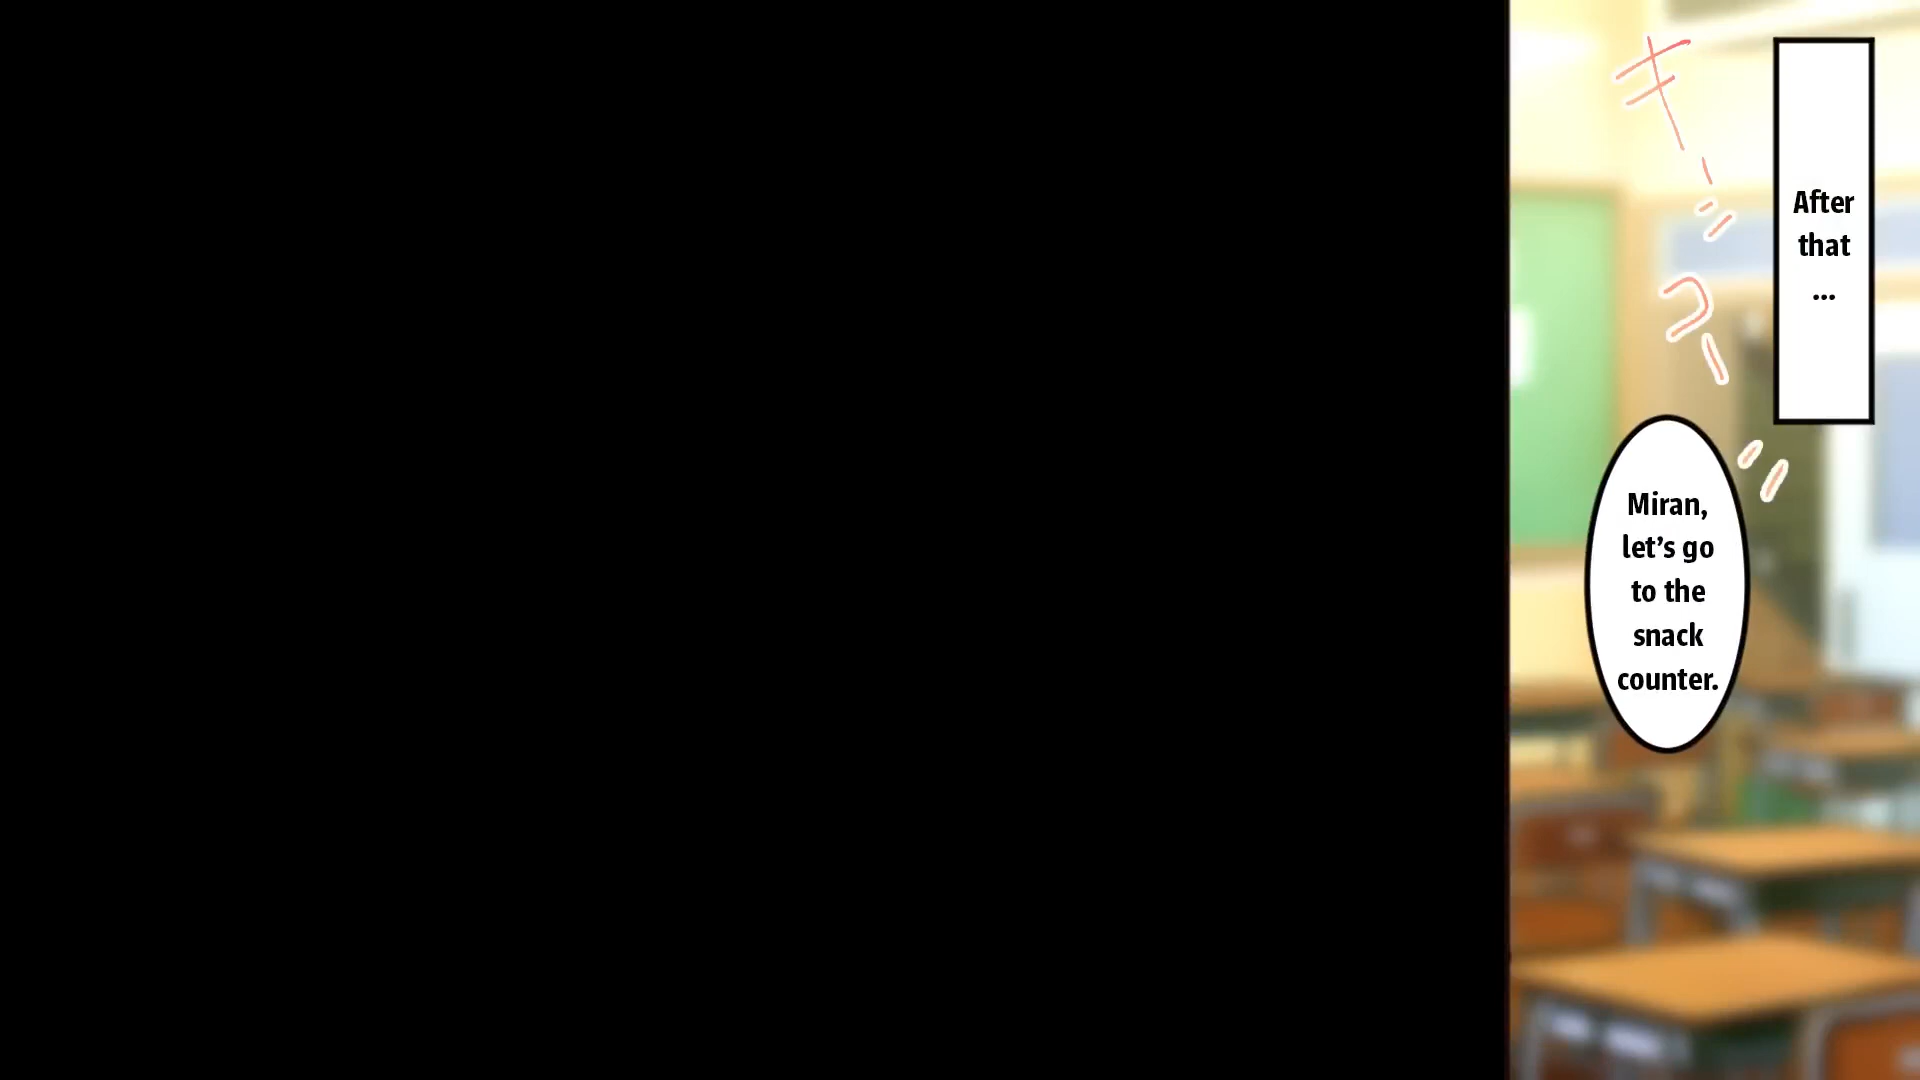 After
that
...
キーンコーン
Miran,
let's go
to the
snack
counter.